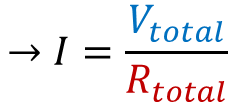 → I = V_total / R_total